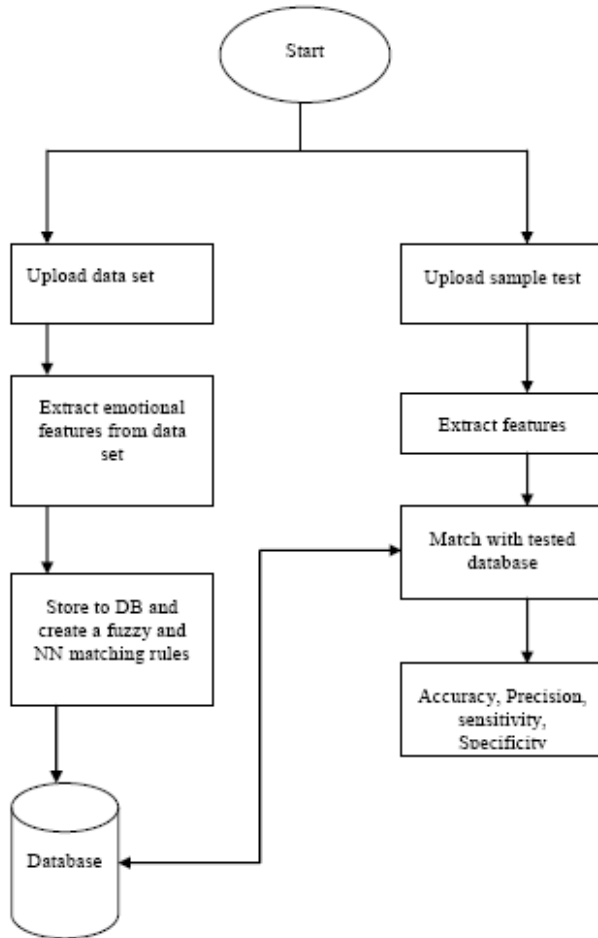 Start
Upload data set
Extract emotional
features from data
set
Store to DB and
create a fuzzy and
NN matching rules
Database
Upload sample test
Extract features
Match with tested
database
Accuracy, Precision,
sensitivity,
Specificity